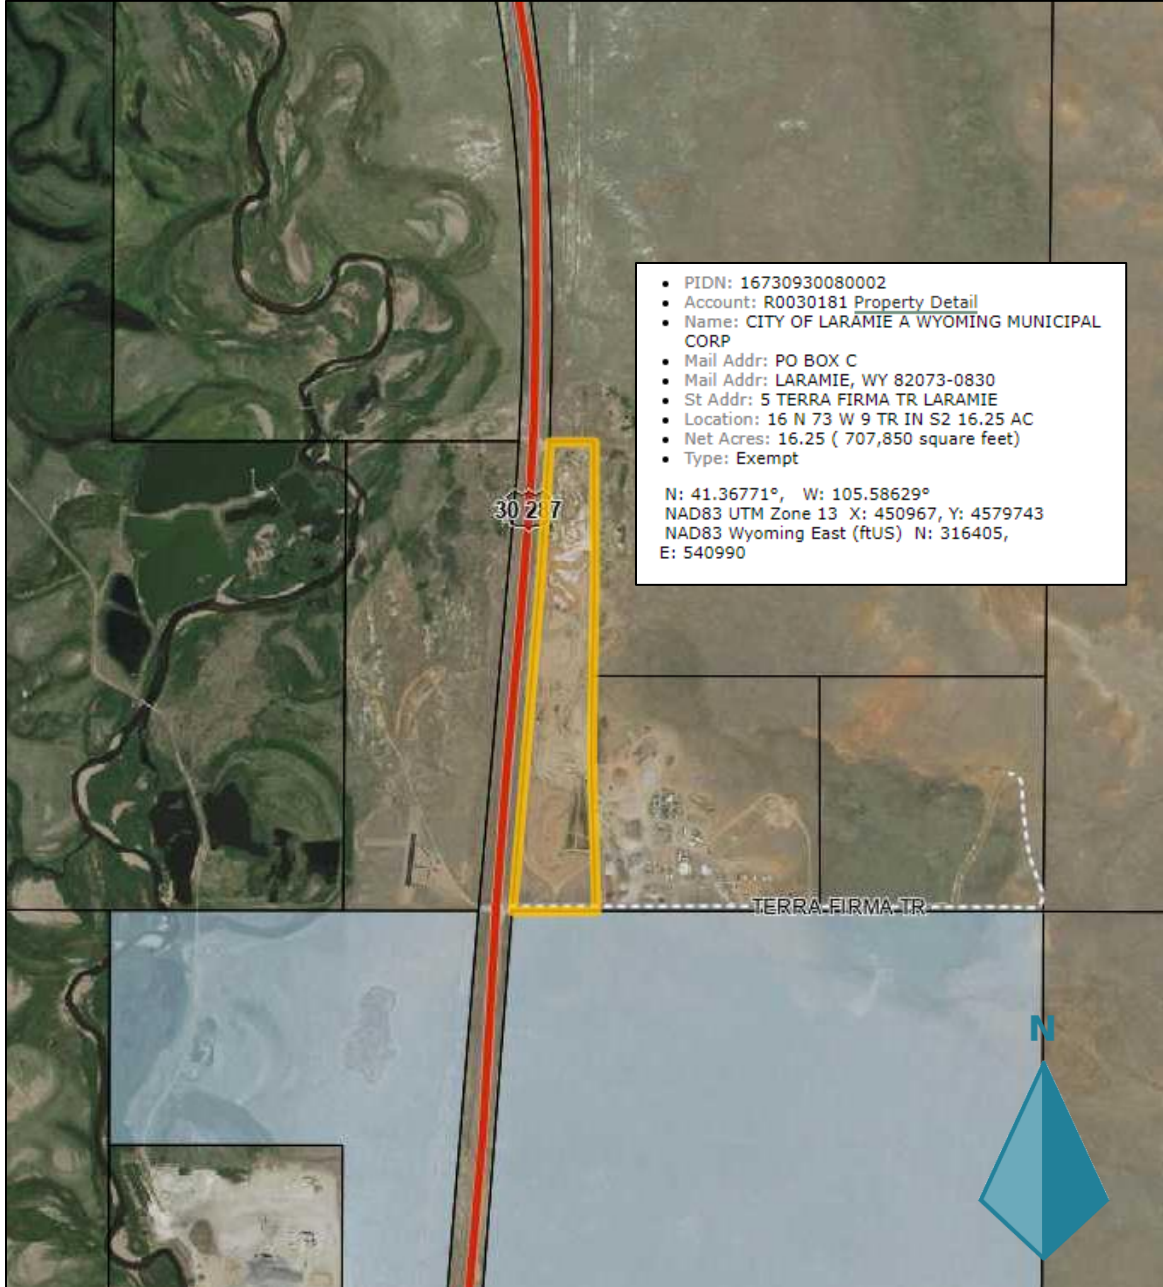 PIDN: 16730930080002
Account: R0030181 Property Detail
Name: CITY OF LARAMIE A WYOMING MUNICIPAL
CORP
Mail Addr: PO BOX C
Mail Addr: LARAMIE, WY 82073-0830
St Addr: 5 TERRA FIRMA TR LARAMIE
Location: 16 N 73 W 9 TR IN S2 16.25 AC
Net Acres: 16.25 ( 707,850 square feet)
Type: Exempt
N: 41.36771°, W: 105.58629°
NAD83 UTM Zone 13 X: 450967, Y: 4579743
NAD83 Wyoming East (ftUS) N: 316405,
E: 540990
30 287
TERRA FIRMA TR
N